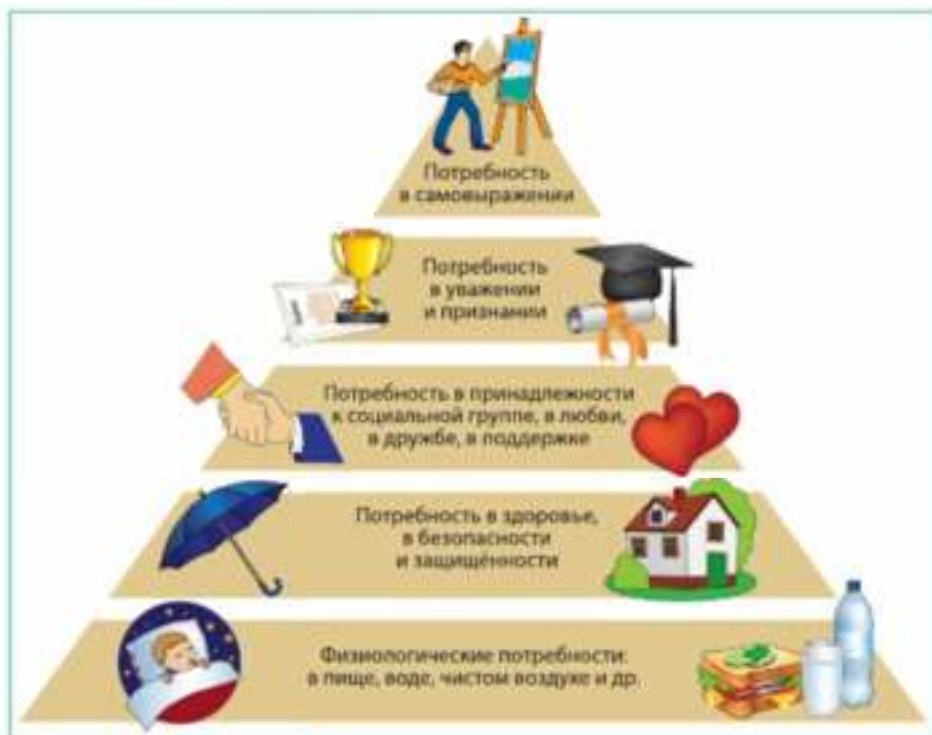 Потребность
в самовыражении
Потребность
в уважении
и признании
Потребность в принадлежности
к социальной группе, в любви,
в дружбе, в поддержке
Потребность в здоровье,
в безопасности
и защищённости
Физиологические потребности:
в пище, воде, чистом воздухе и др.